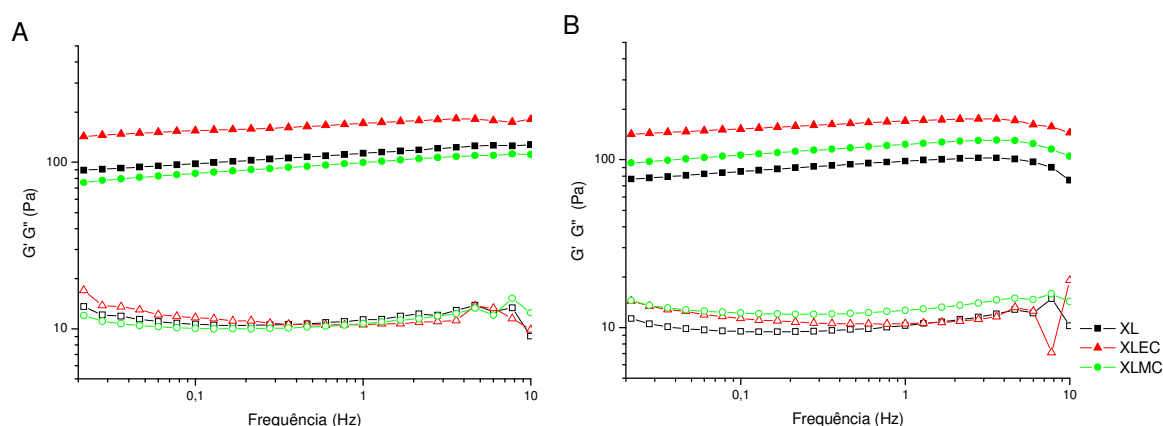 A
100
10
0,1
1
10
G' G'' (Pa)
Frequência (Hz)
B
100
10
0,1
1
10
G' G'' (Pa)
Frequência (Hz)
XL
XLEC
XLMC